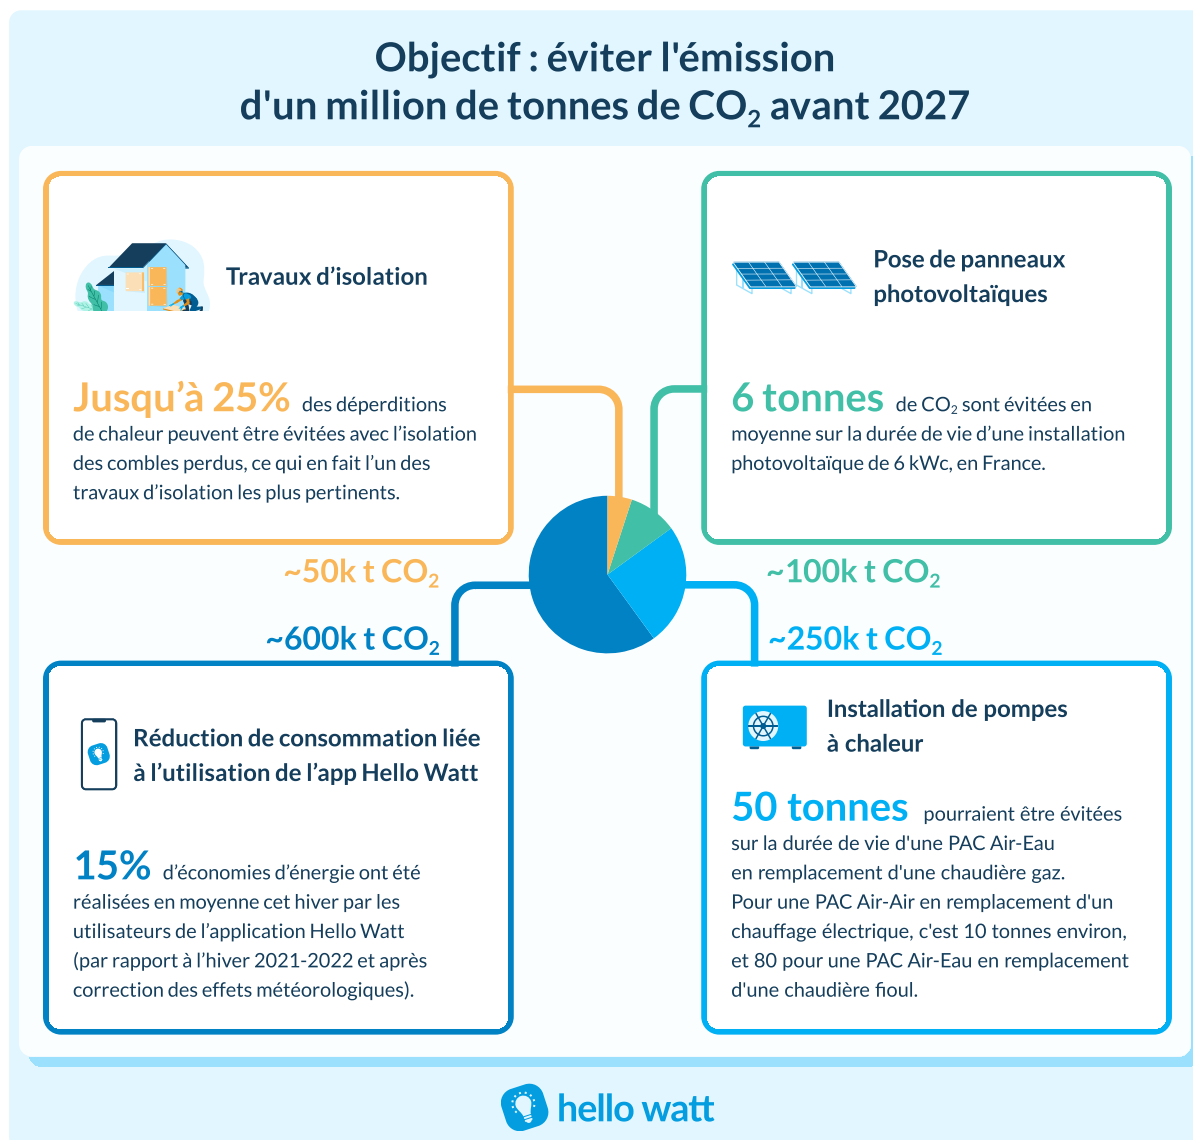 Objectif : éviter l'émission
d'un million de tonnes de CO₂ avant 2027
Travaux d’isolation
Jusqu’à 25% des déperditions
de chaleur peuvent être évitées avec l’isolation
des combles perdus, ce qui en fait l’un des
travaux d’isolation les plus pertinents.
~50k t CO₂
Pose de panneaux
photovoltaïques
6 tonnes de CO₂ sont évitées en
moyenne sur la durée de vie d’une installation
photovoltaïque de 6 kWc, en France.
~100k t CO₂
~600k t CO₂
Réduction de consommation liée
à l’utilisation de l’app Hello Watt
15% d’économies d’énergie ont été
réalisées en moyenne cet hiver par les
utilisateurs de l’application Hello Watt
(par rapport à l’hiver 2021-2022 et après
correction des effets météorologiques).
~250k t CO₂
Installation de pompes
à chaleur
50 tonnes pourraient être évitées
sur la durée de vie d'une PAC Air-Eau
en remplacement d'une chaudière gaz.
Pour une PAC Air-Air en remplacement d'un
chauffage électrique, c'est 10 tonnes environ,
et 80 pour une PAC Air-Eau en remplacement
d'une chaudière fioul.
hello watt